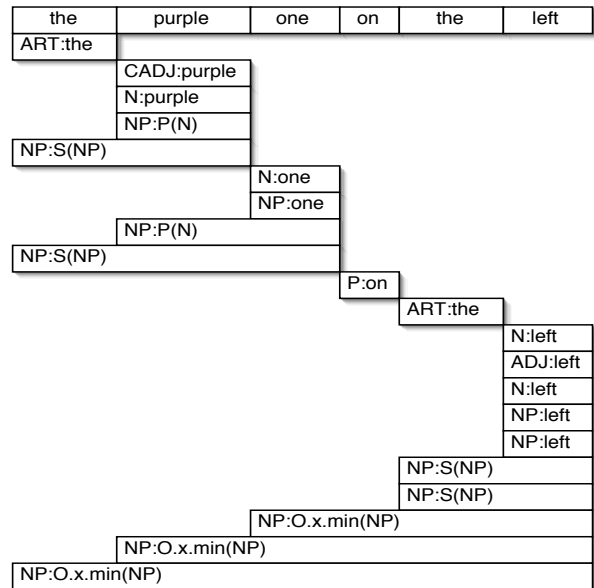 the purple one on the left
ART:the
CADJ:purple
N:purple
NP:P(N)
NP:S(NP)
N:one
NP:one
NP:P(N)
NP:S(NP)
P:on
ART:the
N:left
ADJ:left
N:left
NP:left
NP:left
NP:S(NP)
NP:S(NP)
NP:O.x.min(NP)
NP:O.x.min(NP)
NP:O.x.min(NP)